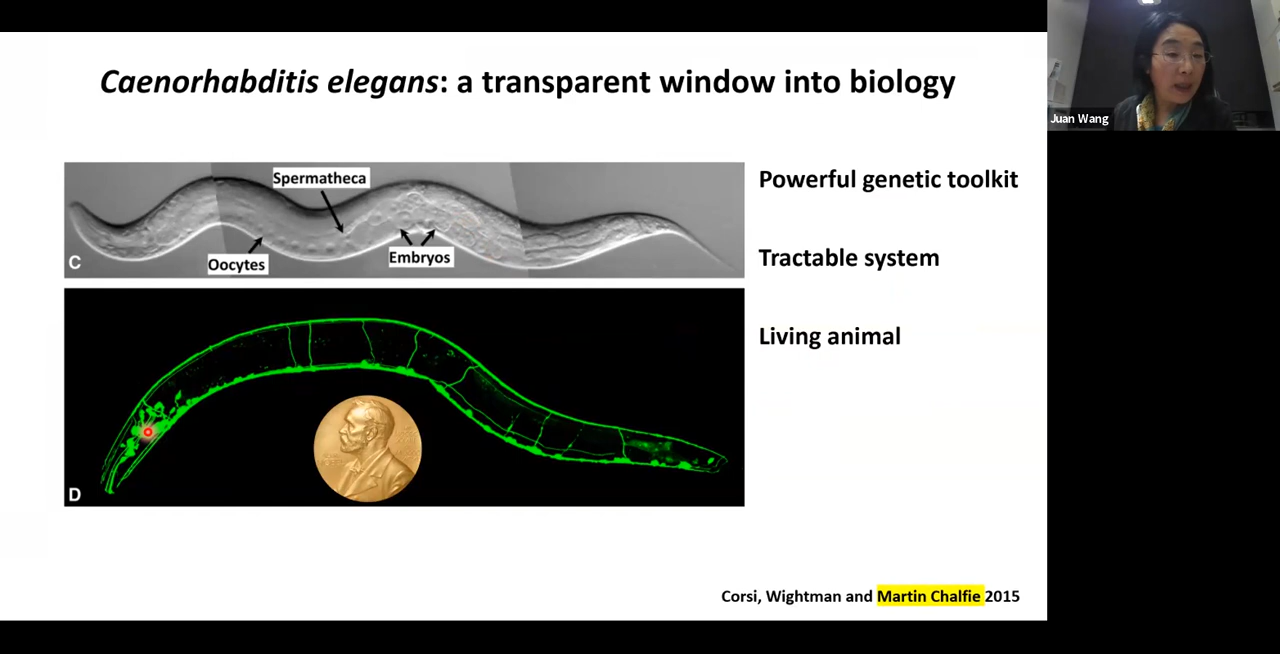 Caenorhabditis elegans: a transparent window into biology
Juan Wang
Spermatheca
Oocytes
Embryos
C
Powerful genetic toolkit
Tractable system
Living animal
D
Corsi, Wightman and Martin Chalfie 2015